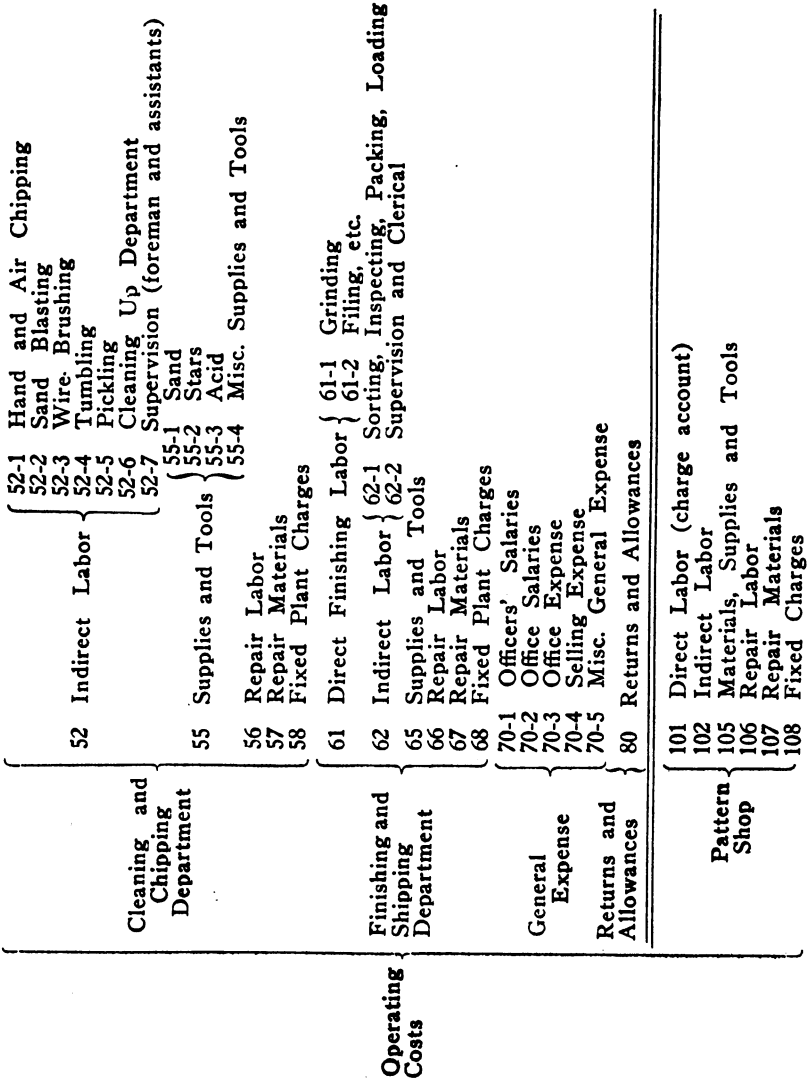 Operating
Costs
Cleaning and
Chipping
Department
52 Indirect Labor
52-1 Hand and Air Chipping
52-2 Sand Blasting
52-3 Wire Brushing
52-4 Tumbling
52-5 Pickling
52-6 Cleaning Up Department
52-7 Supervision (foreman and assistants)
55 Supplies and Tools
55-1 Sand
55-2 Stars
55-3 Acid
55-4 Misc. Supplies and Tools
56 Repair Labor
57 Repair Materials
58 Fixed Plant Charges
Finishing and
Shipping
Department
61 Direct Finishing Labor
61-1 Grinding
61-2 Filing, etc.
62 Indirect Labor
62-1 Sorting, Inspecting, Packing, Loading
62-2 Supervision and Clerical
65 Supplies and Tools
66 Repair Labor
67 Repair Materials
68 Fixed Plant Charges
General
Expense
70-1 Officers' Salaries
70-2 Office Salaries
70-3 Office Expense
70-4 Selling Expense
70-5 Misc. General Expense
Returns and
Allowances
80 Returns and Allowances
Pattern
Shop
101 Direct Labor (charge account)
102 Indirect Labor
105 Materials, Supplies and Tools
106 Repair Labor
107 Repair Materials
108 Fixed Charges